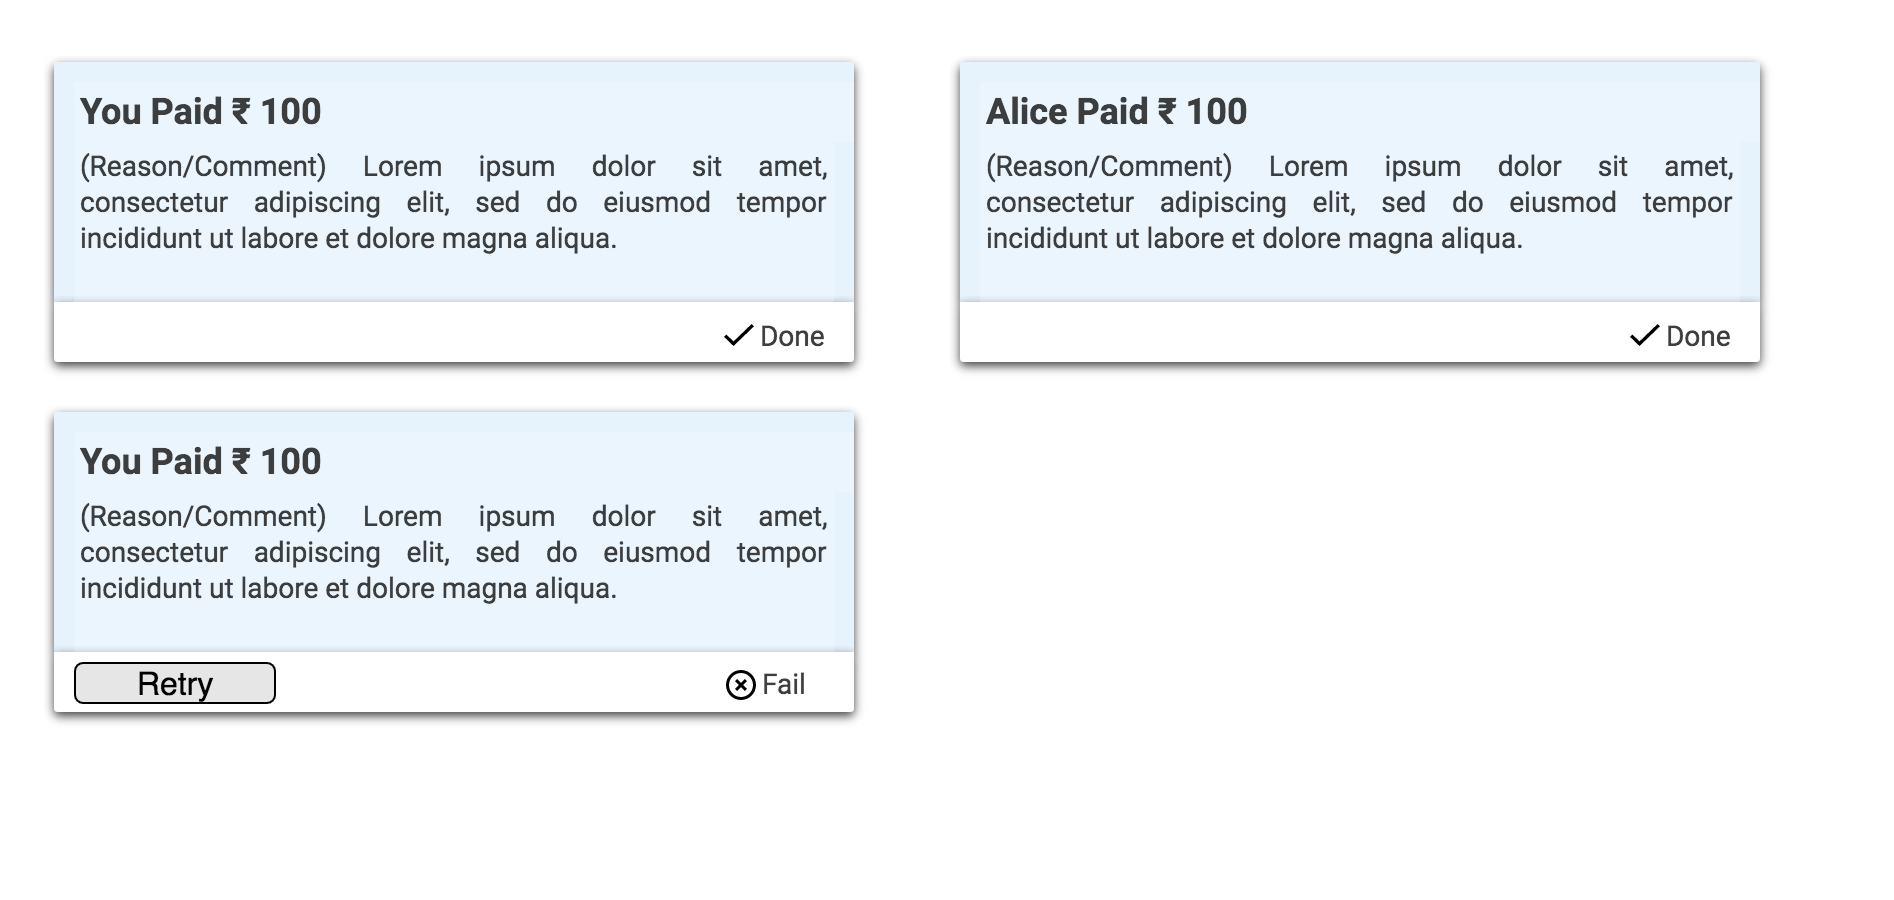 You Paid ₹ 100
(Reason/Comment) Lorem ipsum dolor sit amet,
consectetur adipiscing elit, sed do eiusmod tempor
incididunt ut labore et dolore magna aliqua.
Done
Alice Paid ₹ 100
(Reason/Comment) Lorem ipsum dolor sit amet,
consectetur adipiscing elit, sed do eiusmod tempor
incididunt ut labore et dolore magna aliqua.
Done
You Paid ₹ 100
(Reason/Comment) Lorem ipsum dolor sit amet,
consectetur adipiscing elit, sed do eiusmod tempor
incididunt ut labore et dolore magna aliqua.
Retry
Fail